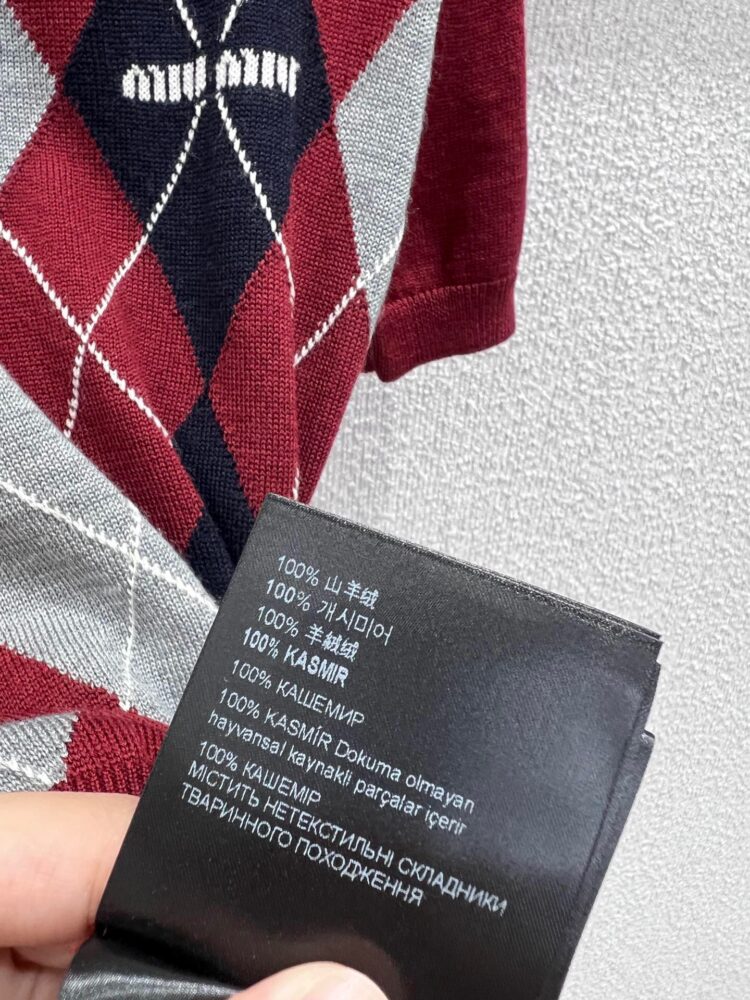 miu miu
100% 山羊绒
100% 개시미어
100% 羊絨绒
100% KASMIR
100% КАШЕМИР
100% KAŞMİR Dokuma olmayan
hayvansal kaynaklı parçalar içerir
100% КАШЕМІР
МІСТИТЬ НЕТЕКСТИЛЬНІ СКЛАДНИКИ
ТВАРИННОГО ПОХОДЖЕННЯ